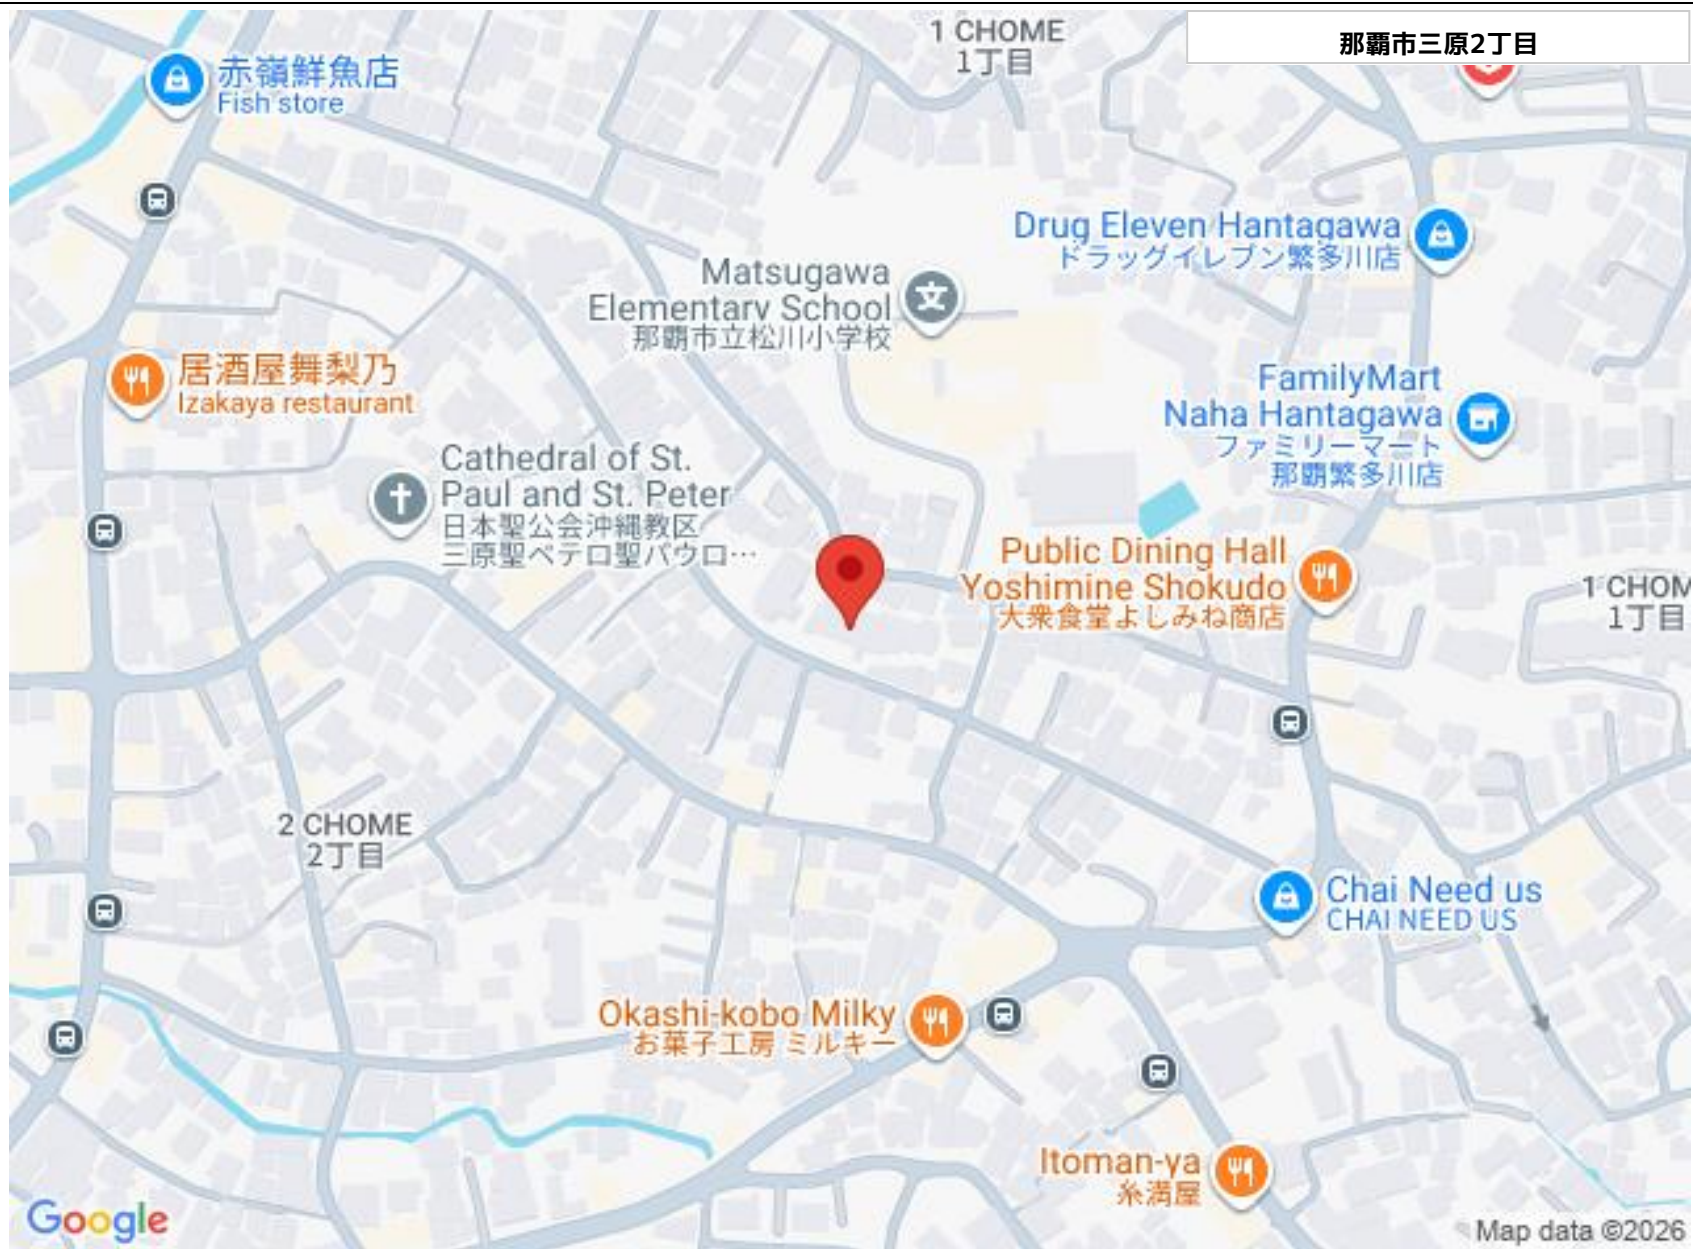 1 CHOME
1丁目
那覇市三原2丁目
赤嶺鮮魚店
Fish store
Drug Eleven Hantagawa
ドラッグイレブン繁多川店
Matsugawa
Elementary School
那覇市立松川小学校
居酒屋舞梨乃
Izakaya restaurant
FamilyMart
Naha Hantagawa
ファミリーマート
那覇繁多川店
Cathedral of St.
Paul and St. Peter
日本聖公会沖縄教区
三原聖ペテロ聖パウロ…
Public Dining Hall
Yoshimine Shokudo
大衆食堂よしみね商店
1 CHOM
1丁目
2 CHOME
2丁目
Chai Need us
CHAI NEED US
Okashi-kobo Milky
お菓子工房 ミルキー
Itoman-ya
糸満屋
Google
Map data ©2026